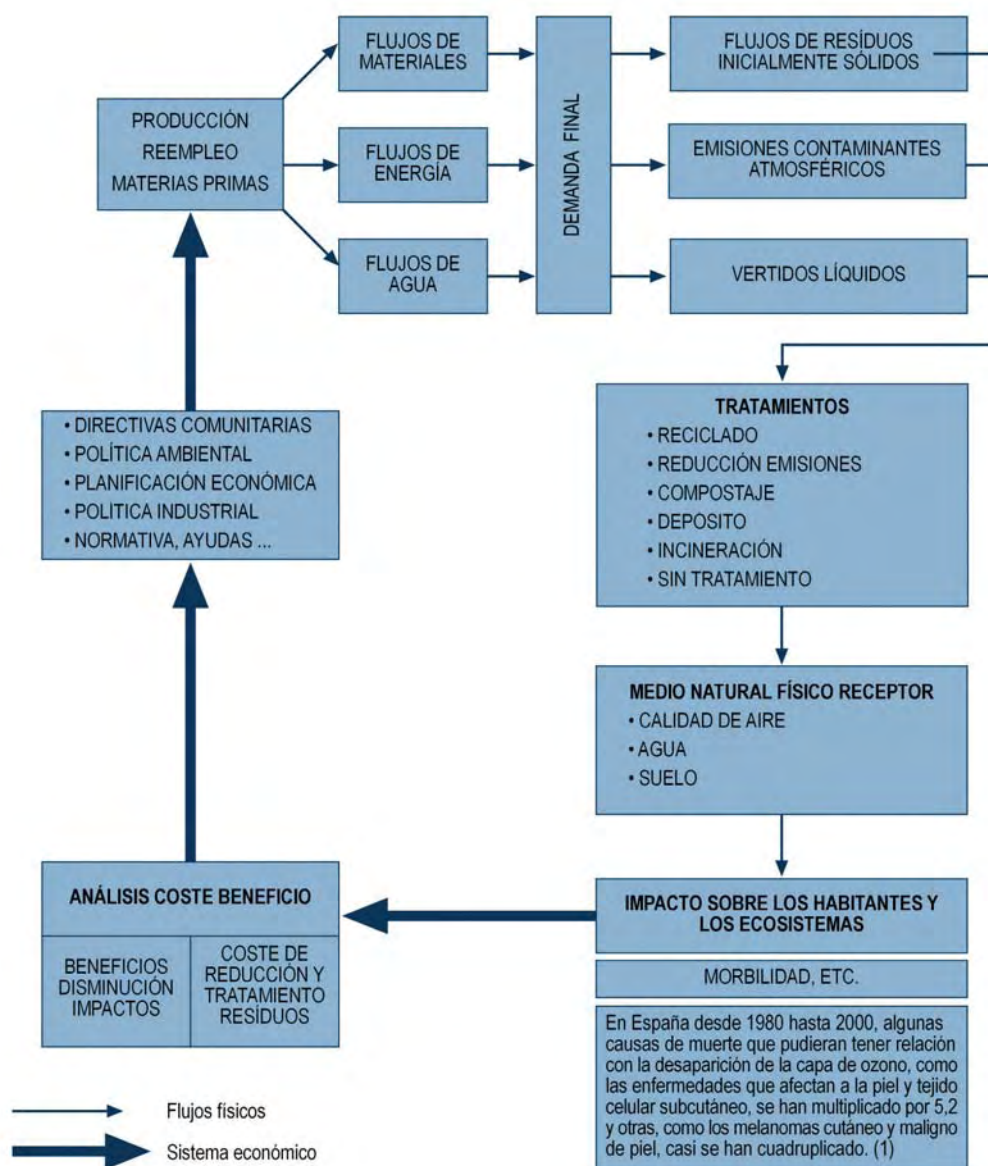 PRODUCCIÓN
REEMPLEO
MATERIAS PRIMAS
FLUJOS DE
MATERIALES
FLUJOS DE
ENERGÍA
FLUJOS DE
AGUA
DEMANDA FINAL
FLUJOS DE RESÍDUOS
INICIALMENTE SÓLIDOS
EMISIONES CONTAMINANTES
ATMOSFÉRICOS
VERTIDOS LÍQUIDOS
TRATAMIENTOS
• RECICLADO
• REDUCCIÓN EMISIONES
• COMPOSTAJE
• DEPOSITO
• INCINERACIÓN
• SIN TRATAMIENTO
MEDIO NATURAL FÍSICO RECEPTOR
• CALIDAD DE AIRE
• AGUA
• SUELO
IMPACTO SOBRE LOS HABITANTES Y
LOS ECOSISTEMAS
MORBILIDAD, ETC.
En España desde 1980 hasta 2000, algunas
causas de muerte que pudieran tener relación
con la desaparición de la capa de ozono, como
las enfermedades que afectan a la piel y tejido
celular subcutáneo, se han multiplicado por 5,2
y otras, como los melanomas cutáneo y maligno
de piel, casi se han cuadruplicado. (1)
ANÁLISIS COSTE BENEFICIO
BENEFICIOS
DISMINUCIÓN
IMPACTOS
COSTE DE
REDUCCIÓN Y
TRATAMIENTO
RESÍDUOS
• DIRECTIVAS COMUNITARIAS
• POLÍTICA AMBIENTAL
• PLANIFICACIÓN ECONÓMICA
• POLÍTICA INDUSTRIAL
• NORMATIVA, AYUDAS ...
Flujos físicos
Sistema económico